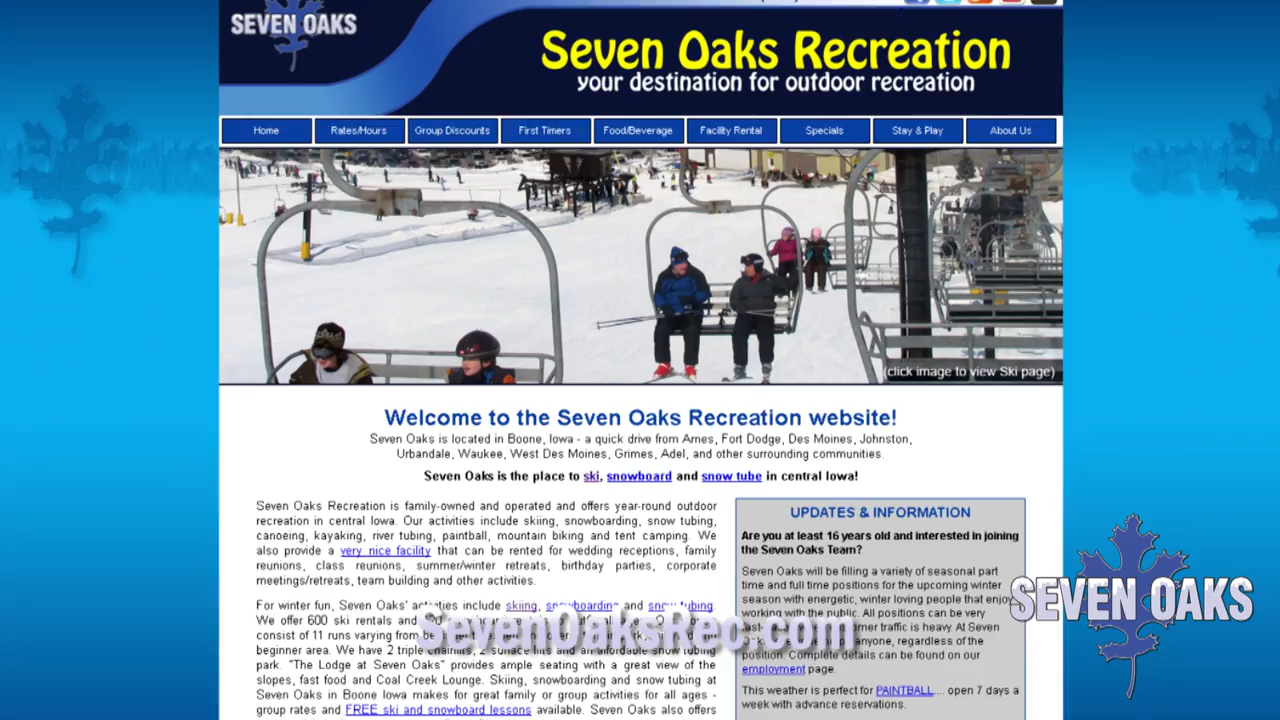 SEVEN OAKS
Seven Oaks Recreation
your destination for outdoor recreation
Home Rates/Hours Group Discounts First Timers Food/Beverage Facility Rental Specials Stay & Play About Us
(click image to view Ski page)
Welcome to the Seven Oaks Recreation website!
Seven Oaks is located in Boone, Iowa - a quick drive from Ames, Fort Dodge, Des Moines, Johnston,
Urbandale, Waukee, West Des Moines, Grimes, Adel, and other surrounding communities.
Seven Oaks is the place to ski, snowboard and snow tube in central Iowa!
Seven Oaks Recreation is family-owned and operated and offers year-round outdoor
recreation in central Iowa. Our activities include skiing, snowboarding, snow tubing,
canoeing, kayaking, river tubing, paintball, mountain biking and tent camping. We
also provide a very nice facility that can be rented for wedding receptions, family
reunions, class reunions, summer/winter retreats, birthday parties, corporate
meetings/retreats, team building and other activities.
For winter fun, Seven Oaks' activities include skiing, snowboarding and snow tubing.
We offer 600 ski rentals and
consist of 11 runs varying from
beginner area. We have 2 triple chairlifts, 2 surface lifts and an affordable snow tubing
park. "The Lodge at Seven Oaks" provides ample seating with a great view of the
slopes, fast food and Coal Creek Lounge. Skiing, snowboarding and snow tubing at
Seven Oaks in Boone Iowa makes for great family or group activities for all ages -
group rates and FREE ski and snowboard lessons available. Seven Oaks also offers
UPDATES & INFORMATION
Are you at least 16 years old and interested in joining
the Seven Oaks Team?
Seven Oaks will be filling a variety of seasonal part
time and full time positions for the upcoming winter
season with energetic, winter loving people that enjoy
working with the public. All positions can be very
customer traffic is heavy. At Seven
anyone, regardless of the
position. Complete details can be found on our
employment page.
This weather is perfect for PAINTBALL.... open 7 days a
week with advance reservations.
SevenOaksRec.com
SEVEN OAKS